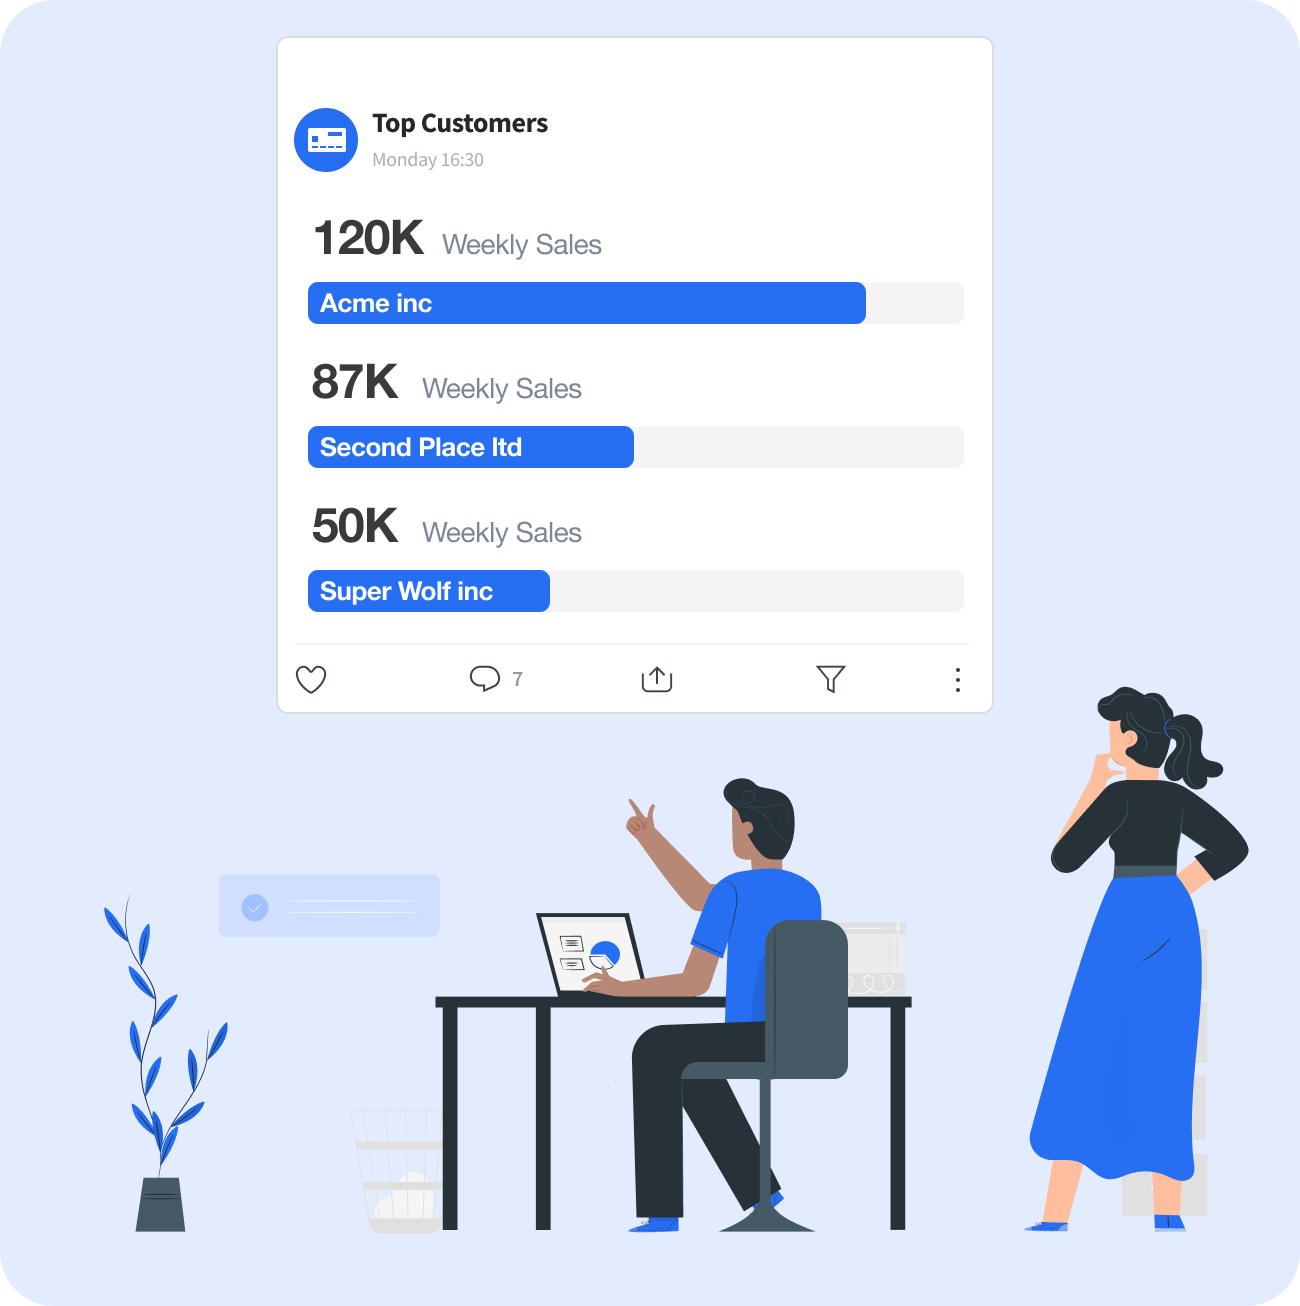 Top Customers
Monday 16:30
120K Weekly Sales
Acme inc
87K Weekly Sales
Second Place ltd
50K Weekly Sales
Super Wolf inc
7